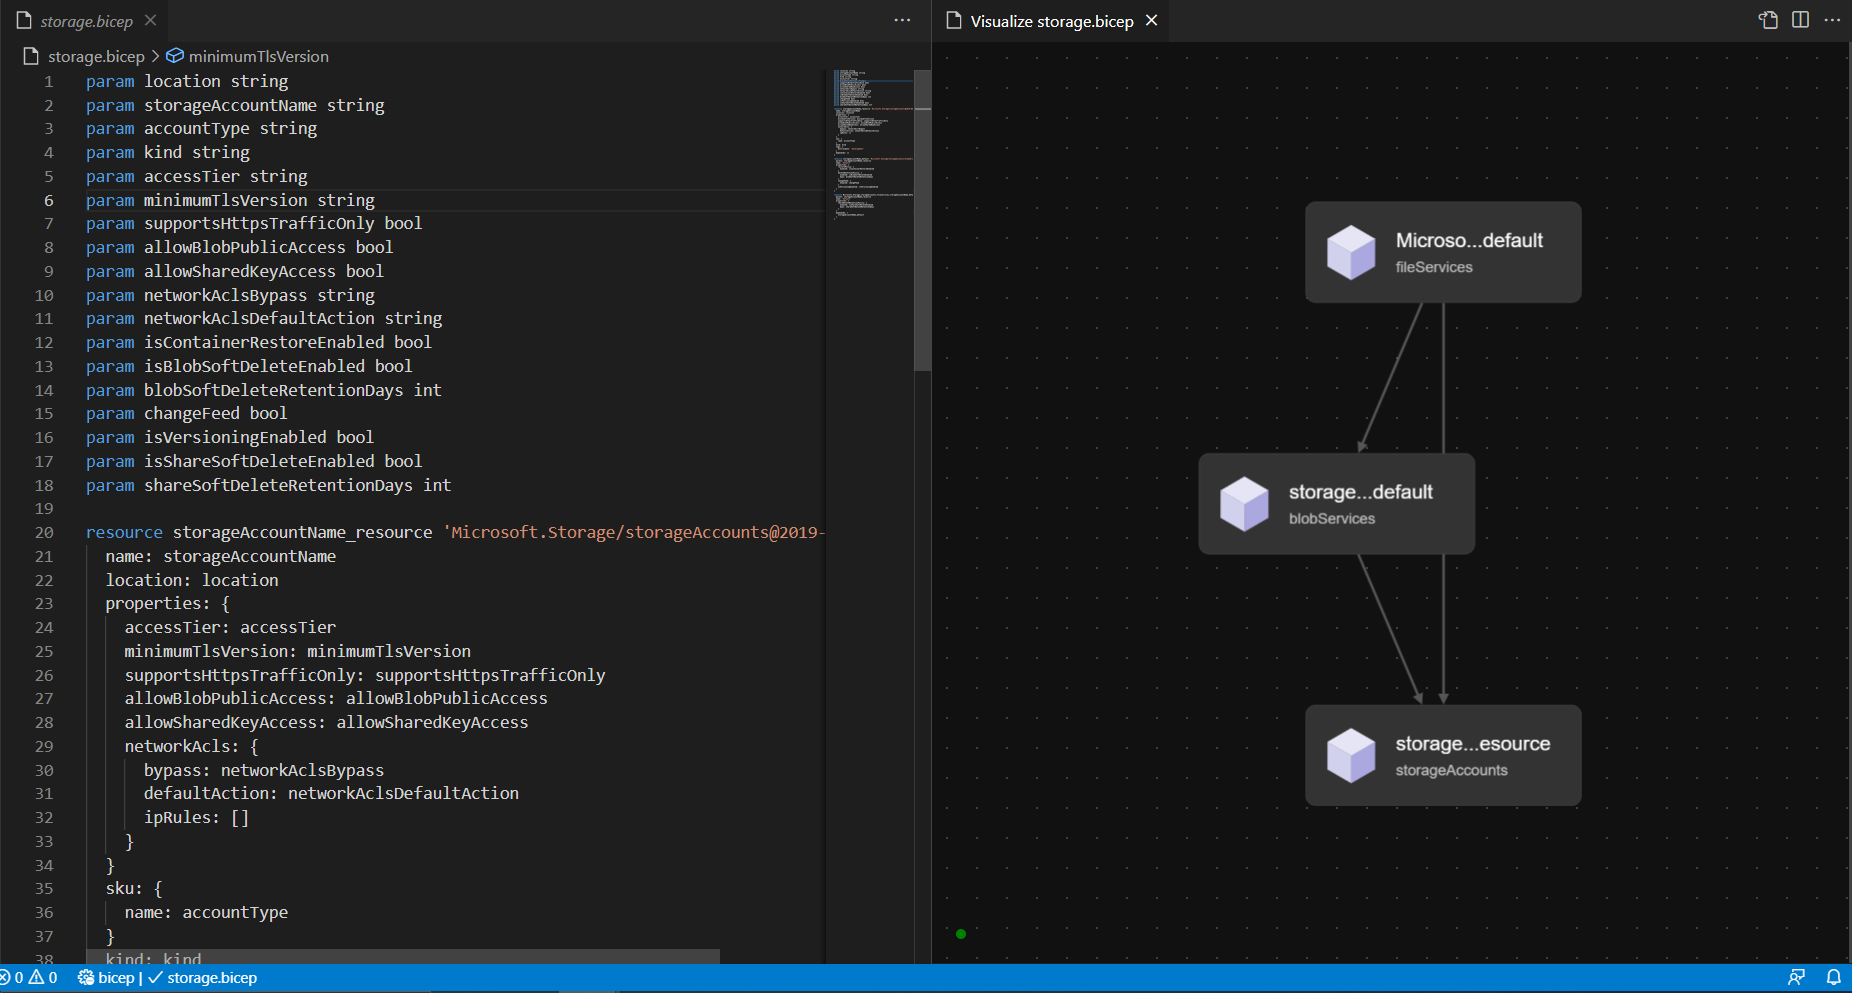 storage.bicep
storage.bicep > minimumTlsVersion
1 param location string
2 param storageAccountName string
3 param accountType string
4 param kind string
5 param accessTier string
6 param minimumTlsVersion string
7 param supportsHttpsTrafficOnly bool
8 param allowBlobPublicAccess bool
9 param allowSharedKeyAccess bool
10 param networkAclsBypass string
11 param networkAclsDefaultAction string
12 param isContainerRestoreEnabled bool
13 param isBlobSoftDeleteEnabled bool
14 param blobSoftDeleteRetentionDays int
15 param changeFeed bool
16 param isVersioningEnabled bool
17 param isShareSoftDeleteEnabled bool
18 param shareSoftDeleteRetentionDays int
19
20 resource storageAccountName_resource 'Microsoft.Storage/storageAccounts@2019-
21 name: storageAccountName
22 location: location
23 properties: {
24 accessTier: accessTier
25 minimumTlsVersion: minimumTlsVersion
26 supportsHttpsTrafficOnly: supportsHttpsTrafficOnly
27 allowBlobPublicAccess: allowBlobPublicAccess
28 allowSharedKeyAccess: allowSharedKeyAccess
29 networkAcls: {
30 bypass: networkAclsBypass
31 defaultAction: networkAclsDefaultAction
32 ipRules: []
33 }
34 }
35 sku: {
36 name: accountType
37 }
38 kind: kind
Visualize storage.bicep
Microso...default
fileServices
storage...default
blobServices
storage...esource
storageAccounts
0 0 bicep | ✓ storage.bicep